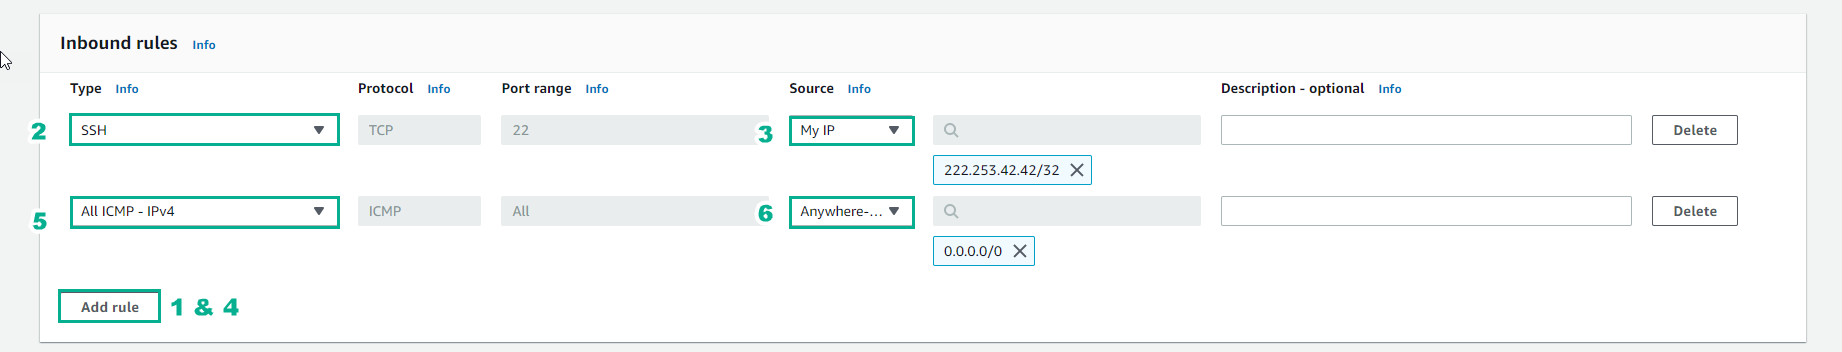 Inbound rules Info
Type Info Protocol Info Port range Info Source Info Description - optional Info
2 SSH TCP 22 3 My IP Delete
222.253.42.42/32
5 All ICMP - IPv4 ICMP All 6 Anywhere-... Delete
0.0.0.0/0
Add rule 1 & 4